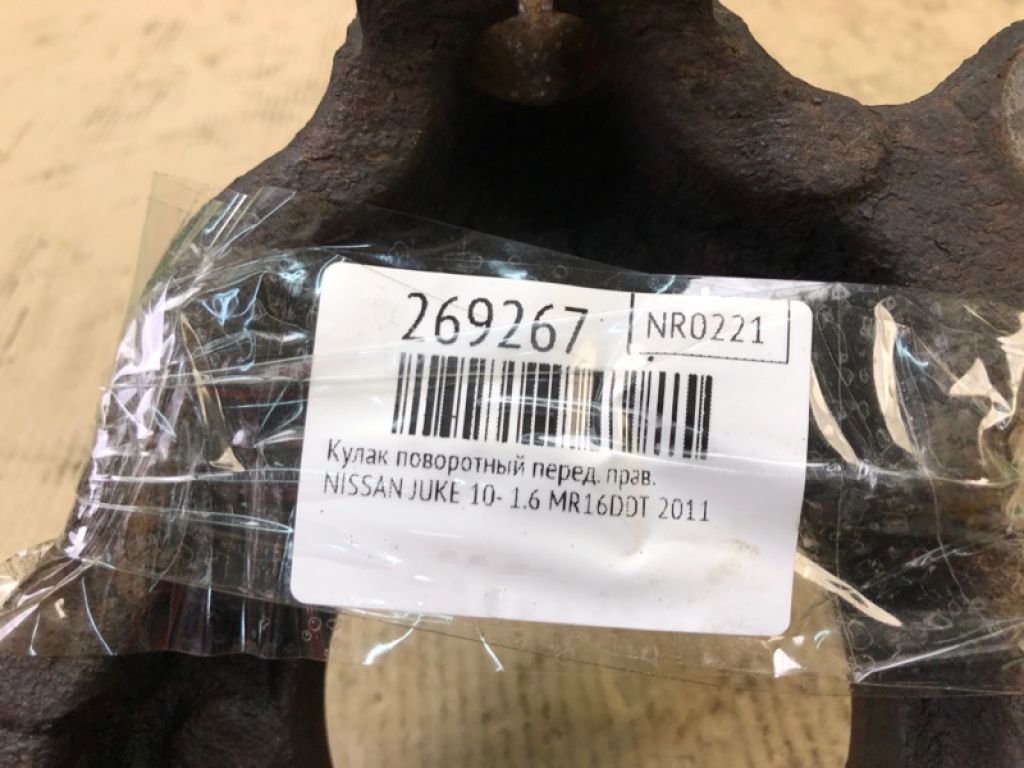 269267
NR0221
Кулак поворотный перед. прав.
NISSAN JUKE 10- 1.6 MR16DDT 2011